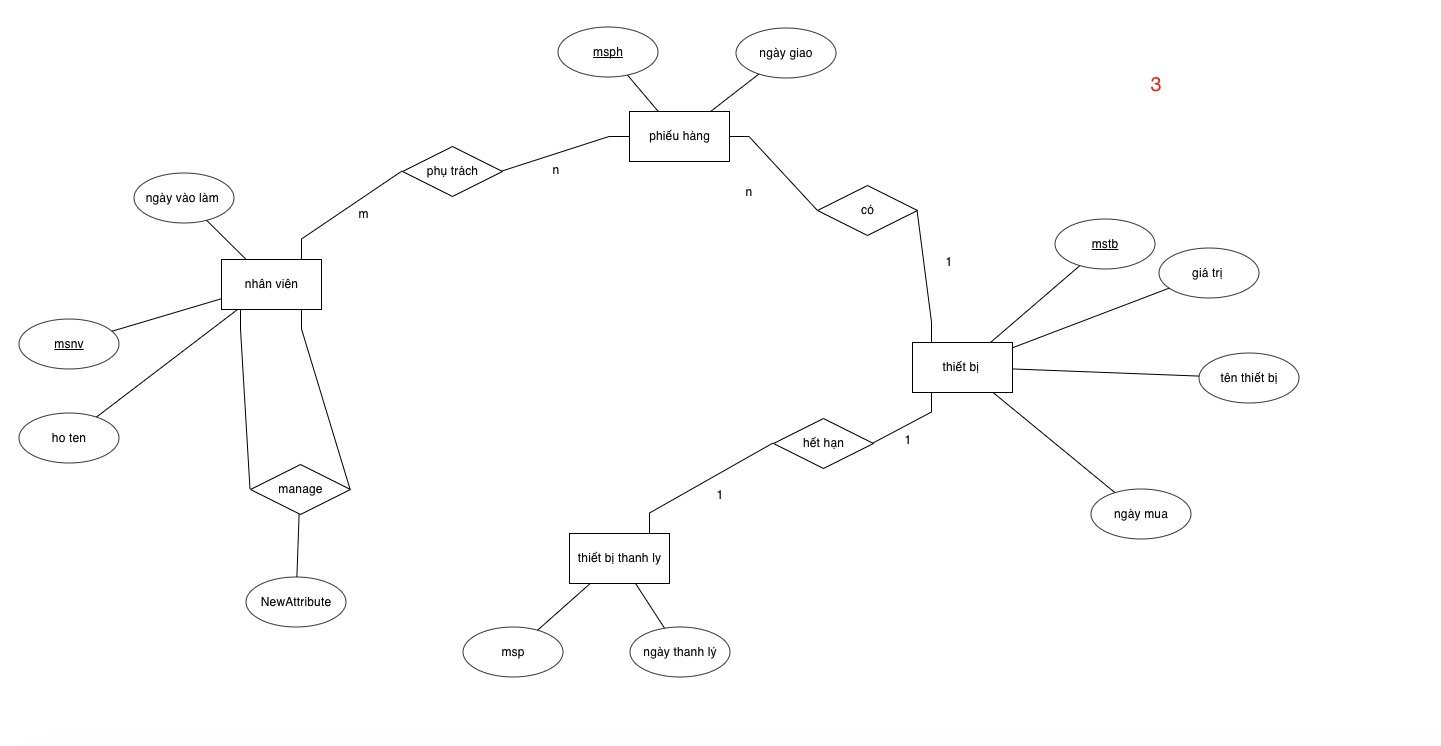 msph
ngày giao
3
phiếu hàng
phụ trách
n
m
n
có
ngày vào làm
mstb
1
giá trị
nhân viên
msnv
thiết bị
tên thiết bị
ho ten
hết hạn
1
1
manage
ngày mua
thiết bị thanh ly
NewAttribute
msp
ngày thanh lý